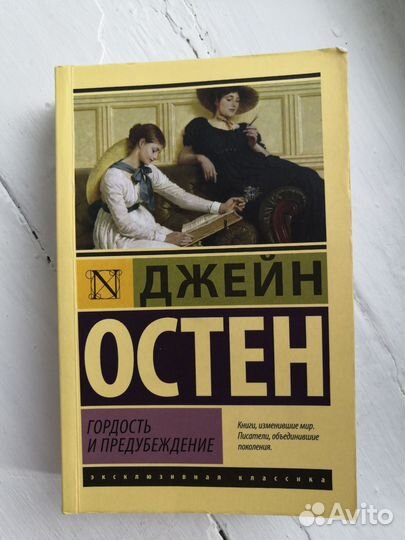 N
ДЖЕЙН
ОСТЕН
ГОРДОСТЬ
И ПРЕДУБЕЖДЕНИЕ
Книги, изменившие мир.
Писатели, объединившие
поколения.
эксклюзивная классика
Avito